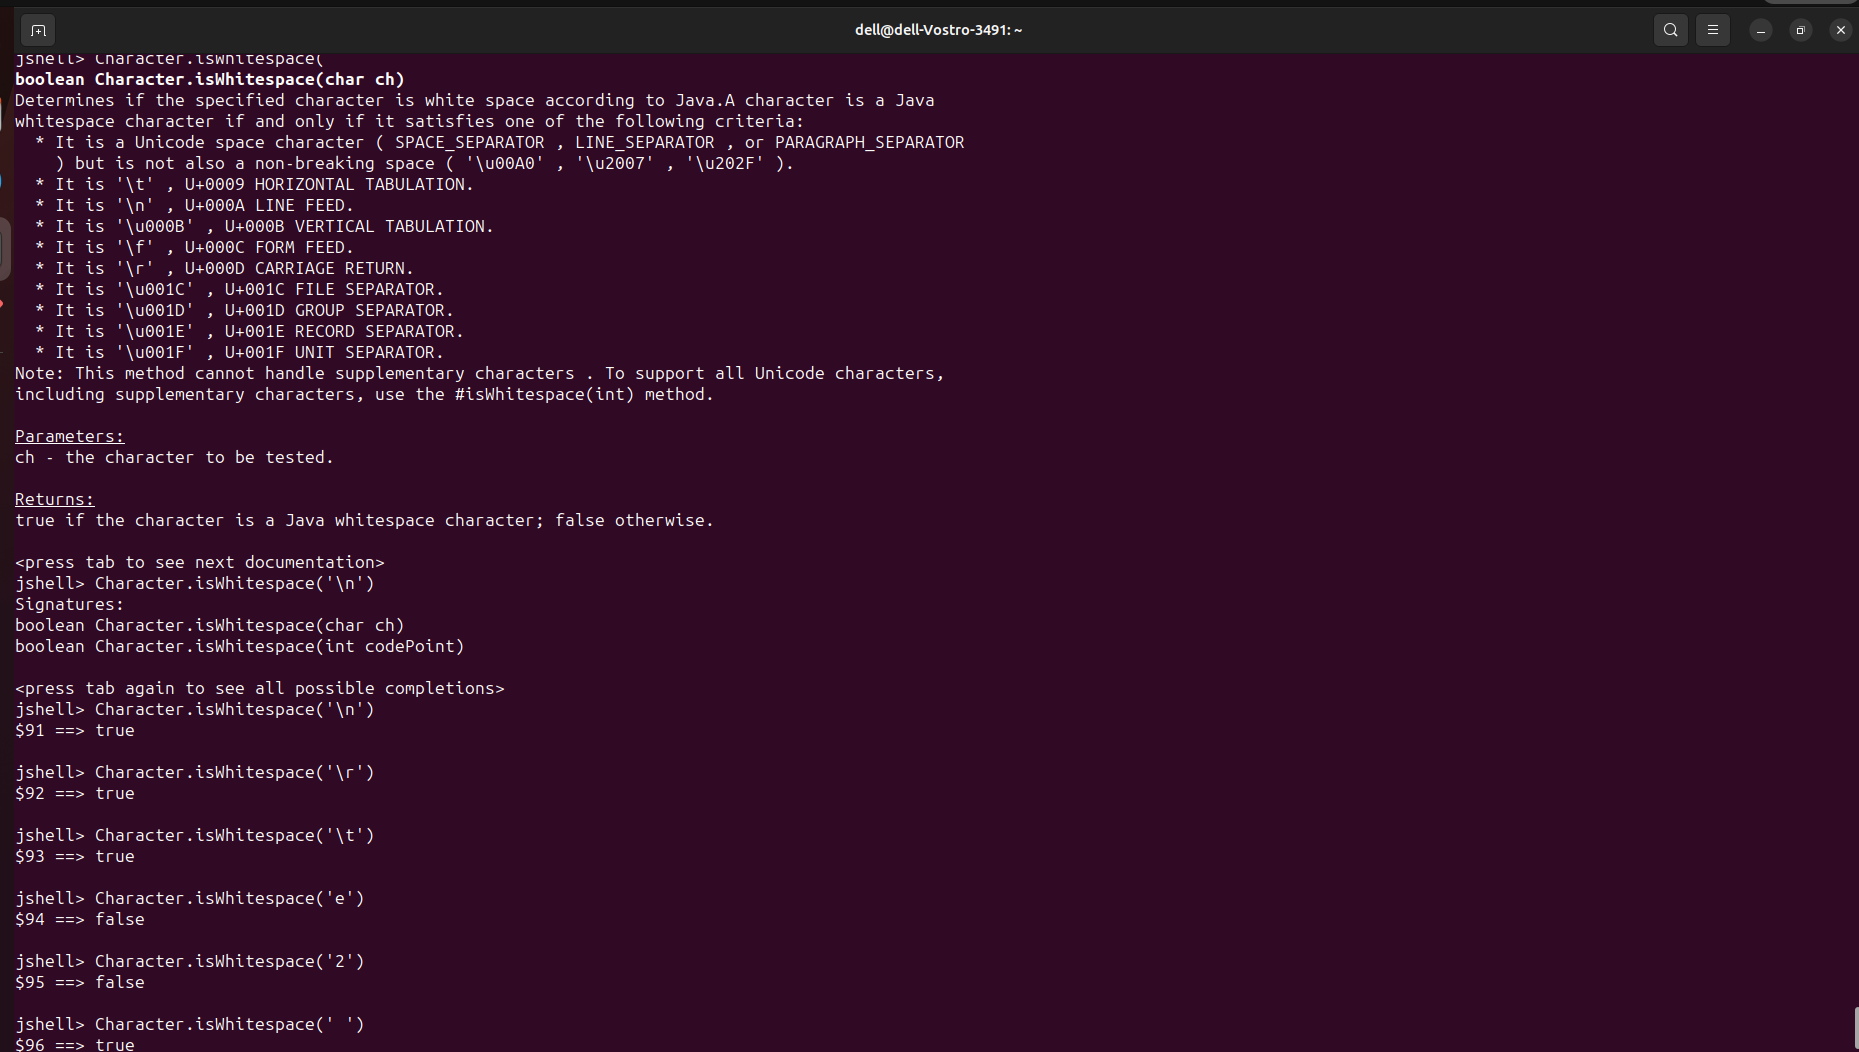 dell@dell-Vostro-3491: ~
jshell> Character.isWhitespace(
boolean Character.isWhitespace(char ch)
Determines if the specified character is white space according to Java.A character is a Java
whitespace character if and only if it satisfies one of the following criteria:
  * It is a Unicode space character ( SPACE_SEPARATOR , LINE_SEPARATOR , or PARAGRAPH_SEPARATOR
    ) but is not also a non-breaking space ( '\u00A0' , '\u2007' , '\u202F' ).
  * It is '\t' , U+0009 HORIZONTAL TABULATION.
  * It is '\n' , U+000A LINE FEED.
  * It is '\u000B' , U+000B VERTICAL TABULATION.
  * It is '\f' , U+000C FORM FEED.
  * It is '\r' , U+000D CARRIAGE RETURN.
  * It is '\u001C' , U+001C FILE SEPARATOR.
  * It is '\u001D' , U+001D GROUP SEPARATOR.
  * It is '\u001E' , U+001E RECORD SEPARATOR.
  * It is '\u001F' , U+001F UNIT SEPARATOR.
Note: This method cannot handle supplementary characters . To support all Unicode characters,
including supplementary characters, use the #isWhitespace(int) method.
Parameters:
ch - the character to be tested.
Returns:
true if the character is a Java whitespace character; false otherwise.
<press tab to see next documentation>
jshell> Character.isWhitespace('\n')
Signatures:
boolean Character.isWhitespace(char ch)
boolean Character.isWhitespace(int codePoint)
<press tab again to see all possible completions>
jshell> Character.isWhitespace('\n')
$91 ==> true
jshell> Character.isWhitespace('\r')
$92 ==> true
jshell> Character.isWhitespace('\t')
$93 ==> true
jshell> Character.isWhitespace('e')
$94 ==> false
jshell> Character.isWhitespace('2')
$95 ==> false
jshell> Character.isWhitespace(' ')
$96 ==> true